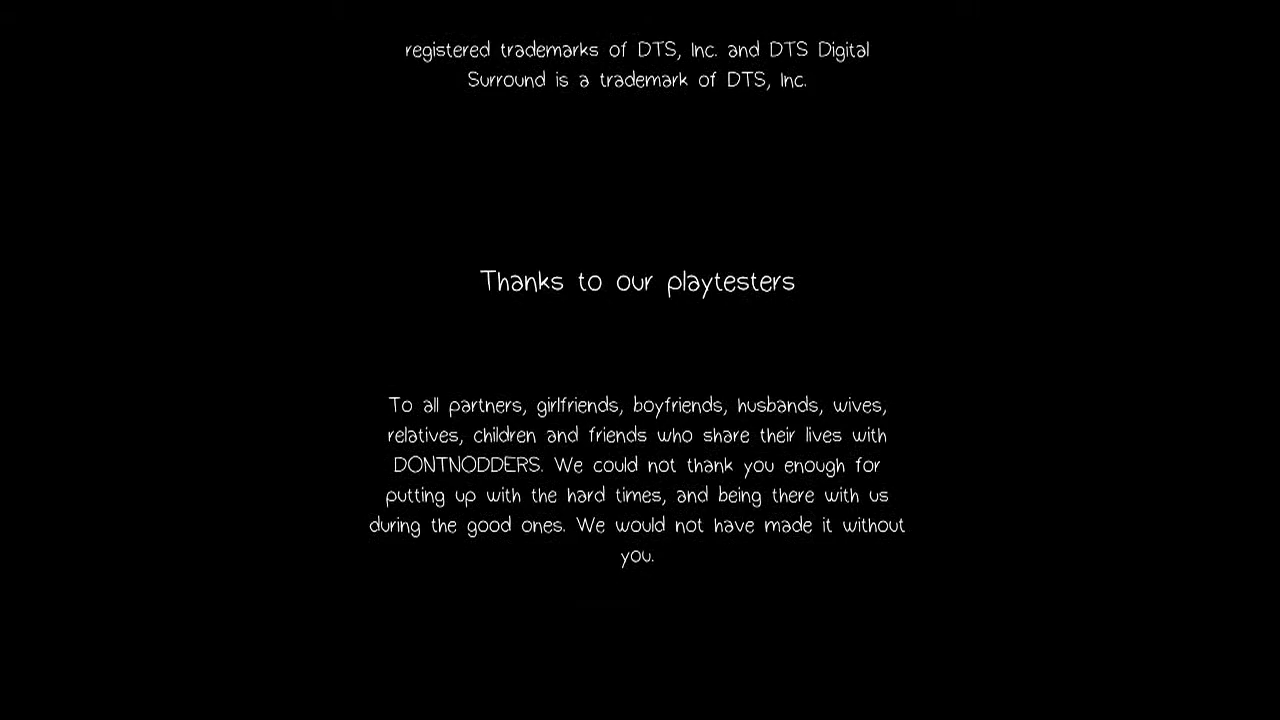 registered trademarks of DTS, Inc. and DTS Digital
Surround is a trademark of DTS, Inc.
Thanks to our playtesters
To all partners, girlfriends, boyfriends, husbands, wives,
relatives, children and friends who share their lives with
DONTNODDERS. We could not thank you enough for
putting up with the hard times, and being there with us
during the good ones. We would not have made it without
you.